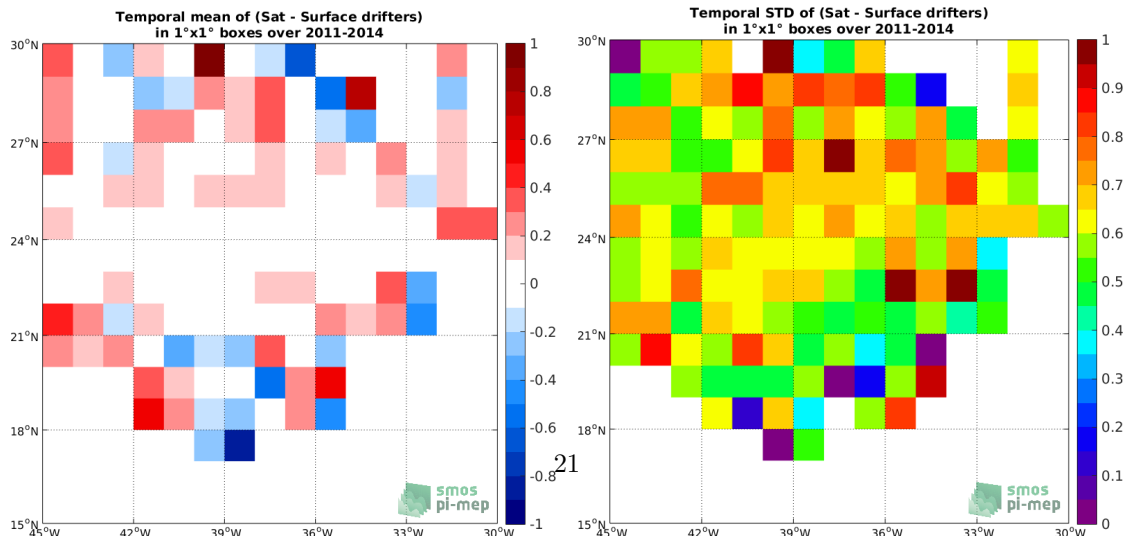 Temporal mean of (Sat - Surface drifters)
in 1°x1° boxes over 2011-2014
30°N
27°N
24°N
21°N
18°N
15°N
45°W
42°W
39°W
36°W
33°W
30°W
1
0.8
0.6
0.4
0.2
0
-0.2
-0.4
-0.6
-0.8
-1
smos
pi-mep
21
Temporal STD of (Sat - Surface drifters)
in 1°x1° boxes over 2011-2014
30°N
27°N
24°N
21°N
18°N
15°N
45°W
42°W
39°W
36°W
33°W
30°W
1
0.9
0.8
0.7
0.6
0.5
0.4
0.3
0.2
0.1
0
smos
pi-mep